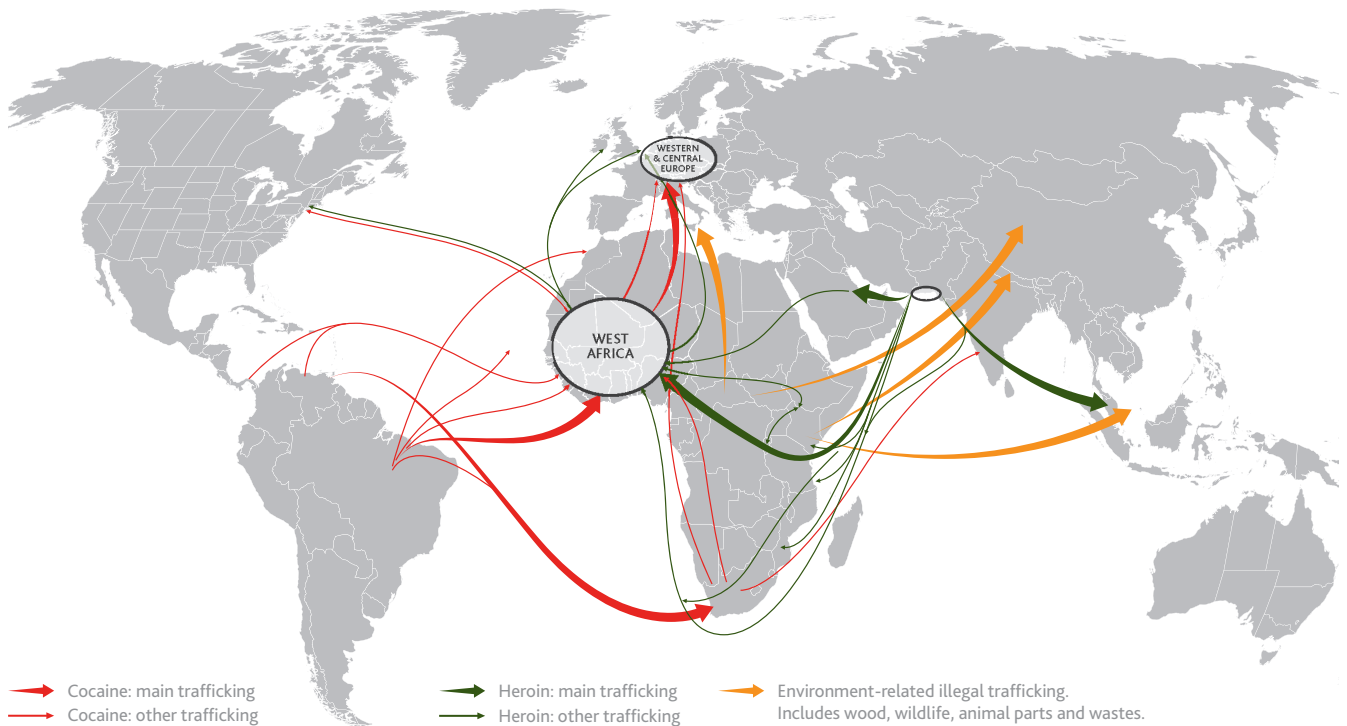 WESTERN
& CENTRAL
EUROPE
WEST
AFRICA
Cocaine: main trafficking
Cocaine: other trafficking
Heroin: main trafficking
Heroin: other trafficking
Environment-related illegal trafficking.
Includes wood, wildlife, animal parts and wastes.